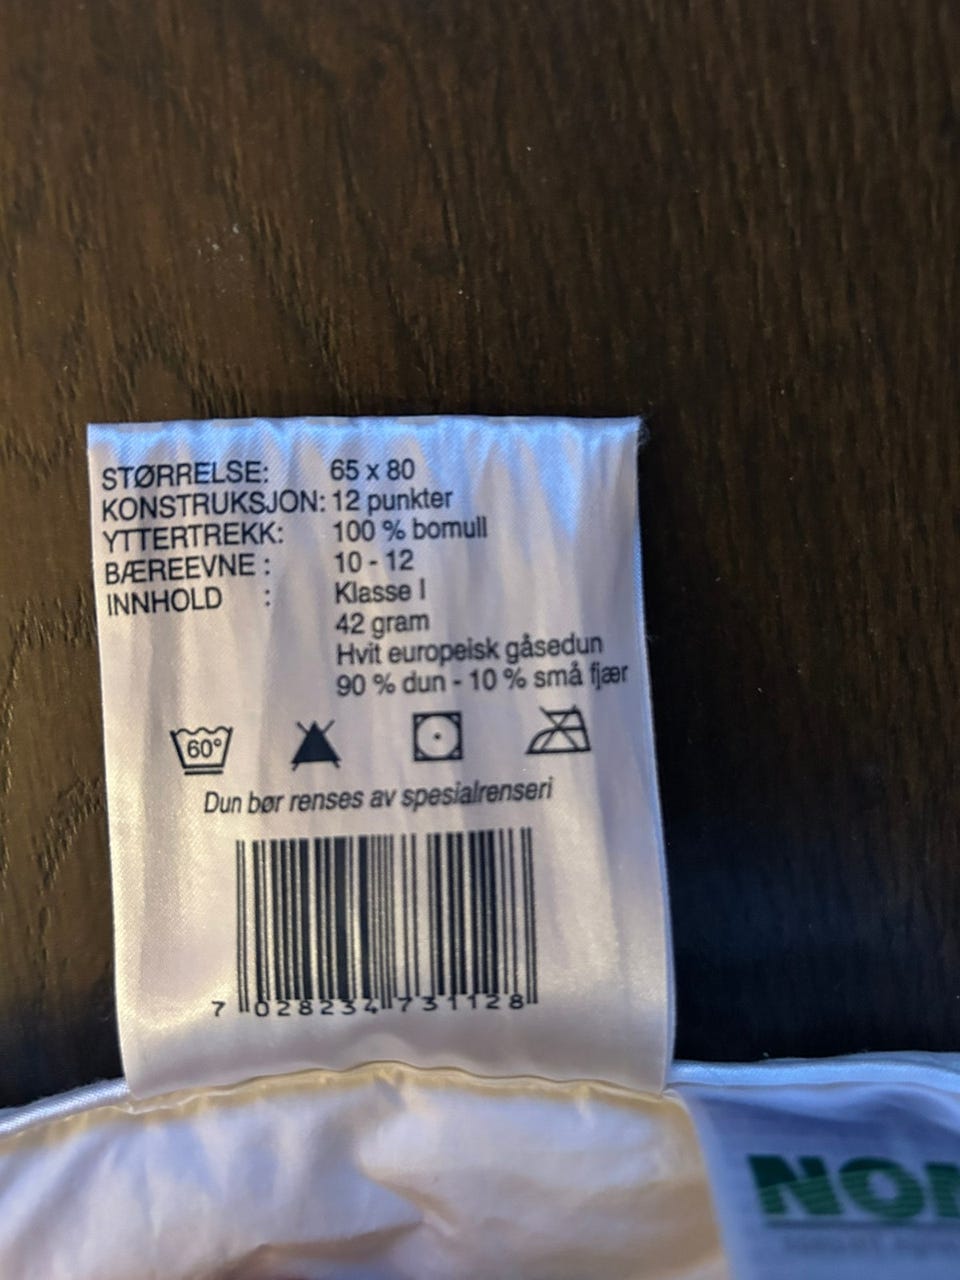 STØRRELSE: 65 x 80
KONSTRUKSJON: 12 punkter
YTTERTREKK: 100 % bomull
BÆREEVNE : 10 - 12
INNHOLD : Klasse I
42 gram
Hvit europeisk gåsedun
90 % dun - 10 % små fjær
60°
Dun bør renses av spesialrenseri
7 028234 731128
NO